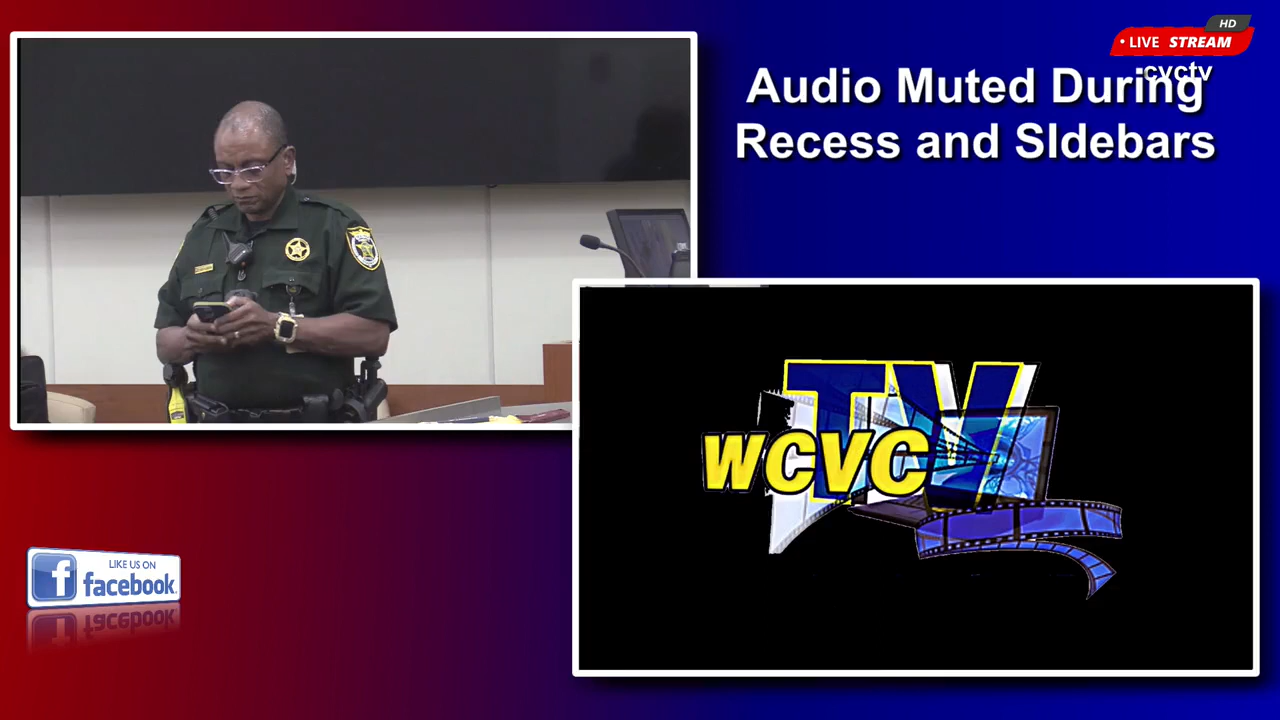 HD
• LIVE STREAM
cvctv
Audio Muted During
Recess and SIdebars
TV
WCVC
LIKE US ON
f facebook.